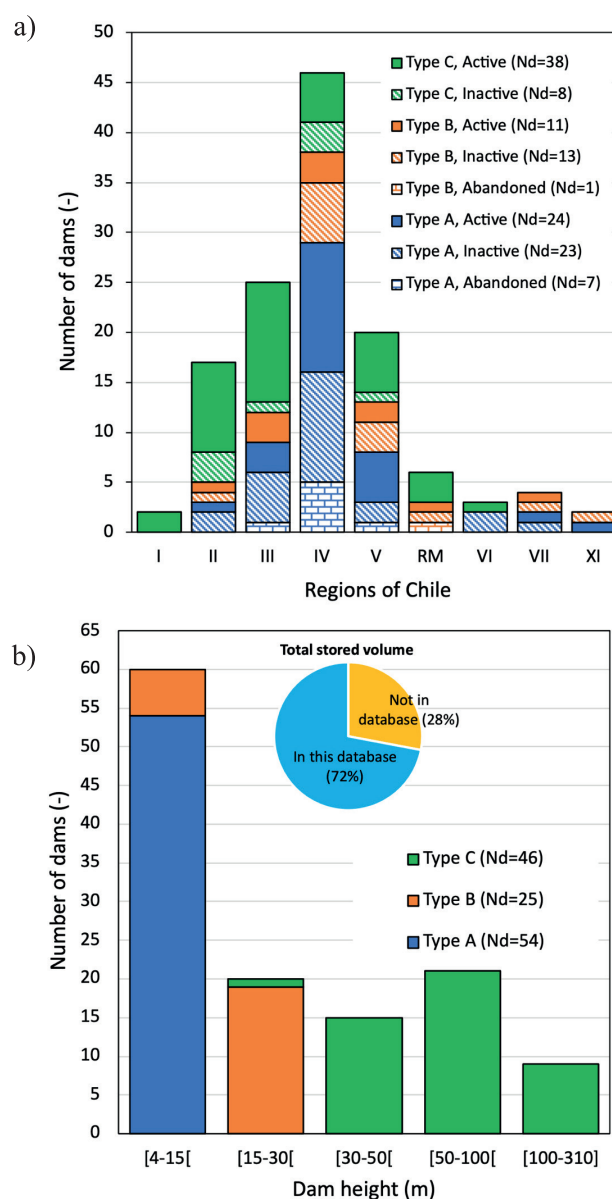 a)
50
45
40
35
30
25
20
15
10
5
0
Number of dams (-)
Type C, Active (Nd=38)
Type C, Inactive (Nd=8)
Type B, Active (Nd=11)
Type B, Inactive (Nd=13)
Type B, Abandoned (Nd=1)
Type A, Active (Nd=24)
Type A, Inactive (Nd=23)
Type A, Abandoned (Nd=7)
I II III IV V RM VI VII XI
Regions of Chile
b)
65
60
55
50
45
40
35
30
25
20
15
10
5
0
Number of dams (-)
Total stored volume
Not in
database (28%)
In this database
(72%)
Type C (Nd=46)
Type B (Nd=25)
Type A (Nd=54)
[4-15[ [15-30[ [30-50[ [50-100[ [100-310]
Dam height (m)